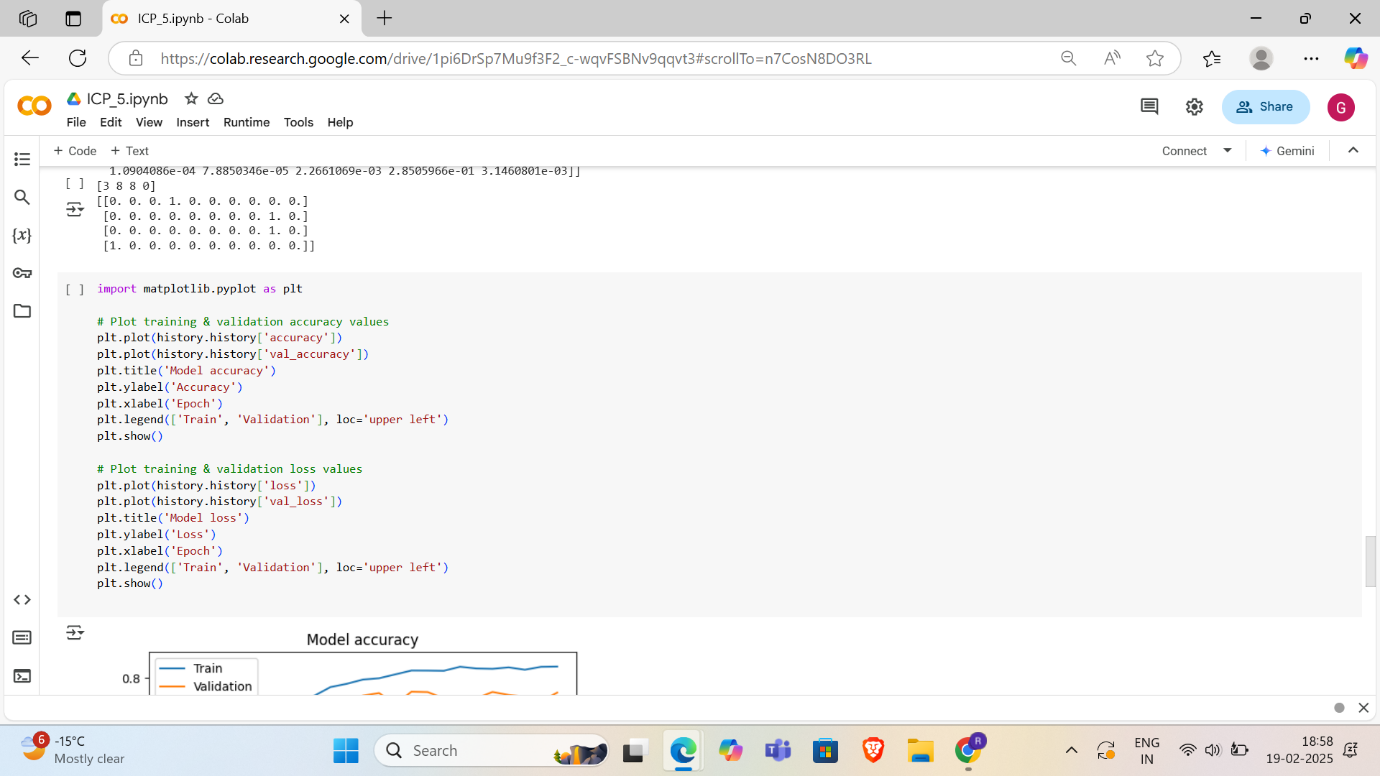 ICP_5.ipynb - Colab
https://colab.research.google.com/drive/1pi6DrSp7Mu9f3F2_c-wqvFSBNv9qqvt3#scrollTo=n7CosN8DO3RL
ICP_5.ipynb
File Edit View Insert Runtime Tools Help
Share
G
+ Code + Text
Connect
Gemini
1.0904086e-04 7.8850346e-05 2.2661069e-03 2.8505966e-01 3.1460801e-03]]
[ ] [3 8 8 0]
[[0. 0. 0. 1. 0. 0. 0. 0. 0. 0.]
[0. 0. 0. 0. 0. 0. 0. 0. 1. 0.]
[0. 0. 0. 0. 0. 0. 0. 0. 1. 0.]
[1. 0. 0. 0. 0. 0. 0. 0. 0. 0.]]
[ ] import matplotlib.pyplot as plt
# Plot training & validation accuracy values
plt.plot(history.history['accuracy'])
plt.plot(history.history['val_accuracy'])
plt.title('Model accuracy')
plt.ylabel('Accuracy')
plt.xlabel('Epoch')
plt.legend(['Train', 'Validation'], loc='upper left')
plt.show()
# Plot training & validation loss values
plt.plot(history.history['loss'])
plt.plot(history.history['val_loss'])
plt.title('Model loss')
plt.ylabel('Loss')
plt.xlabel('Epoch')
plt.legend(['Train', 'Validation'], loc='upper left')
plt.show()
Model accuracy
Train
0.8
Validation
6
-15°C
Mostly clear
Search
R
ENG
IN
18:58
19-02-2025